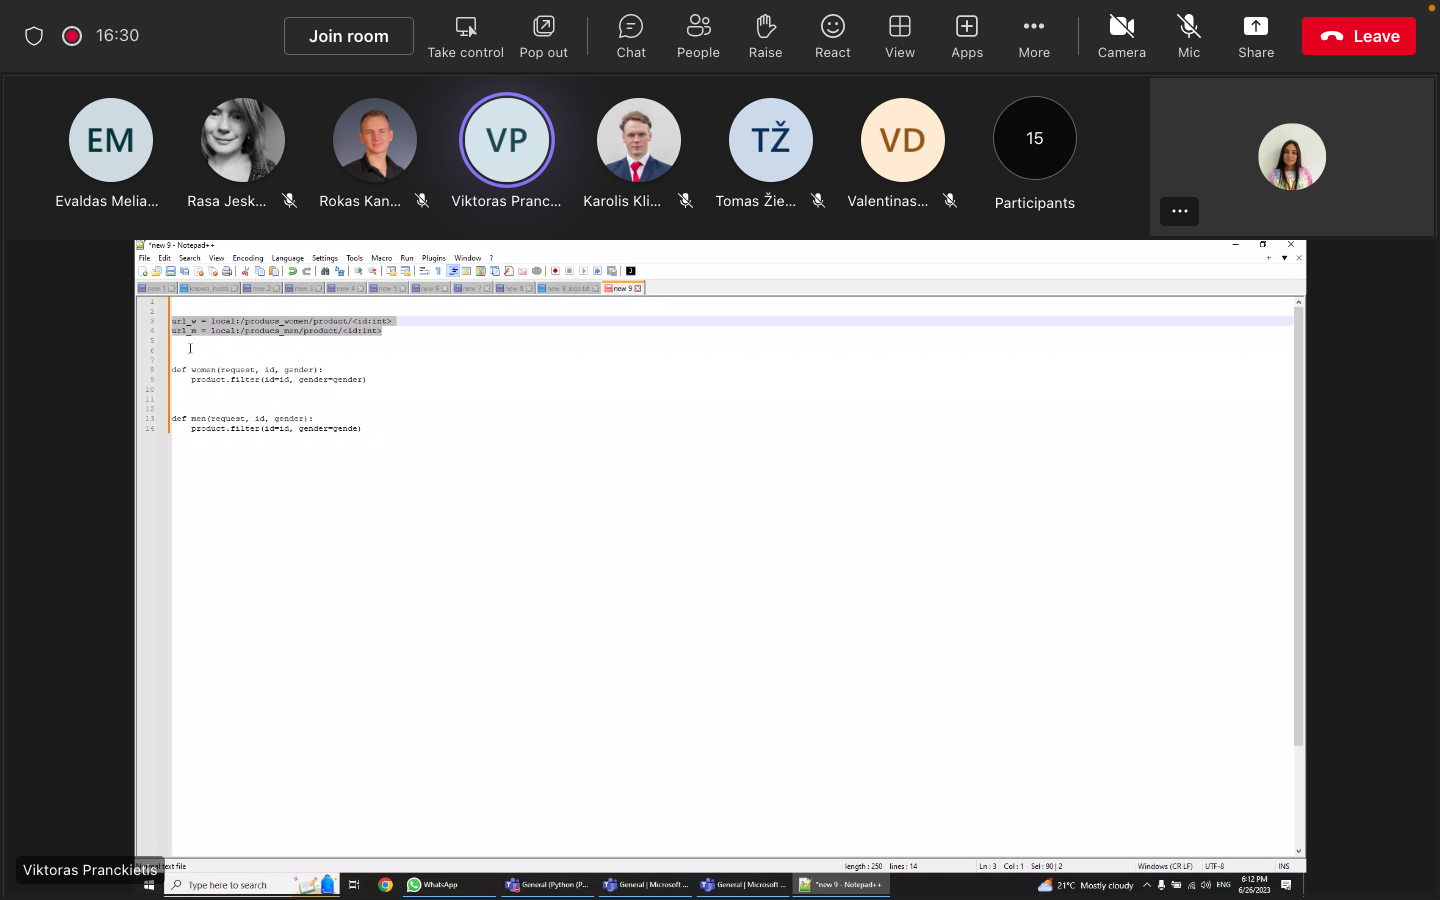 16:30
Join room
Take control
Pop out
Chat
People
Raise
React
View
Apps
More
Camera
Mic
Share
Leave
EM
VP
TŽ
VD
15
Evaldas Melia...
Rasa Jesk...
Rokas Kan...
Viktoras Pranc...
Karolis Kli...
Tomas Žie...
Valentinas...
Participants
*new 9 - Notepad++
File Edit Search View Encoding Language Settings Tools Macro Run Plugins Window ?
new 1 known_hosts new 2 new 3 new 4 new 5 new 6 new 7 new 8 new 9_logo.txt new 9
1
2
3 url_w = local:/producs_women/product/<id:int>
4 url_m = local:/producs_men/product/<id:int>
5
6
7
8 def women(request, id, gender):
9 product.filter(id=id, gender=gender)
10
11
12
13 def men(request, id, gender):
14 product.filter(id=id, gender=gende)
text file length : 250 lines : 14 Ln : 3 Col : 1 Sel : 90 | 2 Windows (CR LF) UTF-8 INS
Viktoras Pranckietis
Type here to search
WhatsApp
General (Python (P...
General | Microsoft ...
General | Microsoft ...
*new 9 - Notepad++
21°C Mostly cloudy
ENG
6:12 PM
6/26/2023